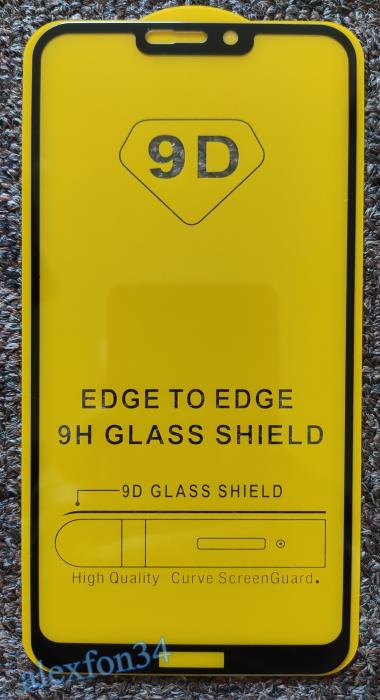 9D
EDGE TO EDGE
9H GLASS SHIELD
9D GLASS SHIELD
High Quality Curve ScreenGuard.
alexfon34